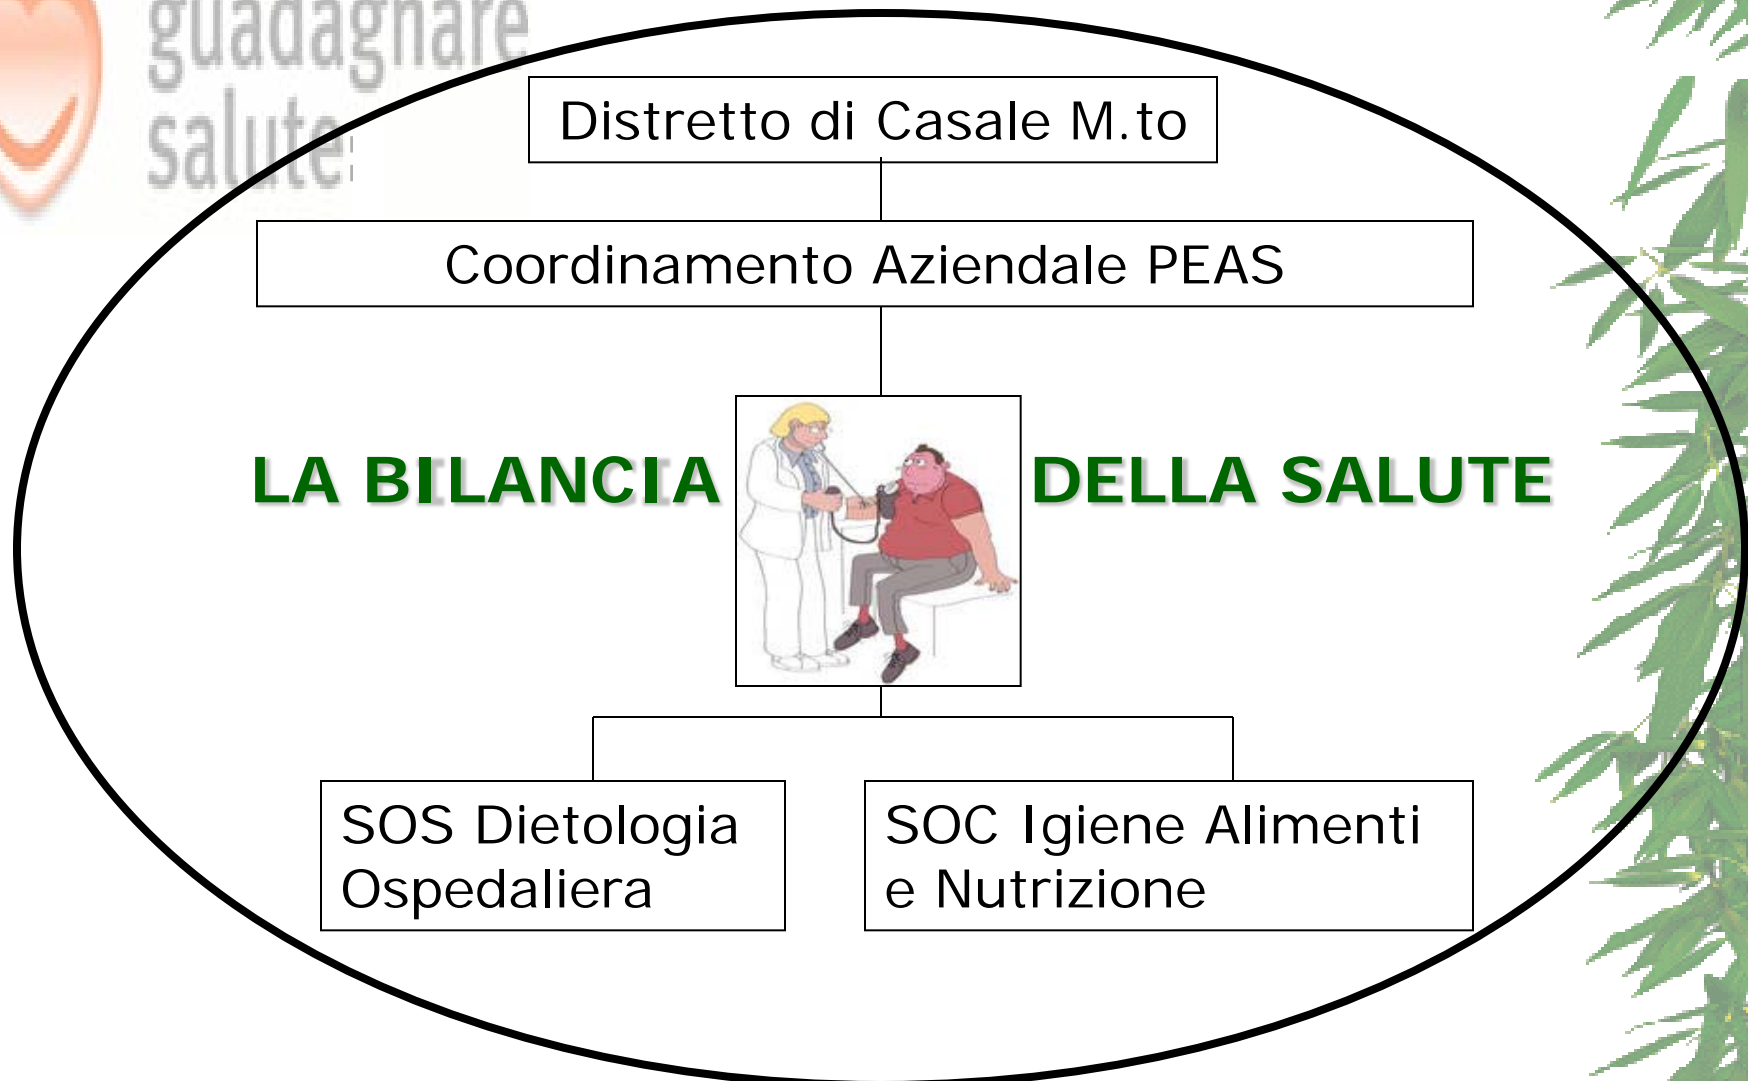 guadagnare
salute
Distretto di Casale M.to
Coordinamento Aziendale PEAS
LA BILANCIA DELLA SALUTE
SOS Dietologia
Ospedaliera
SOC Igiene Alimenti
e Nutrizione